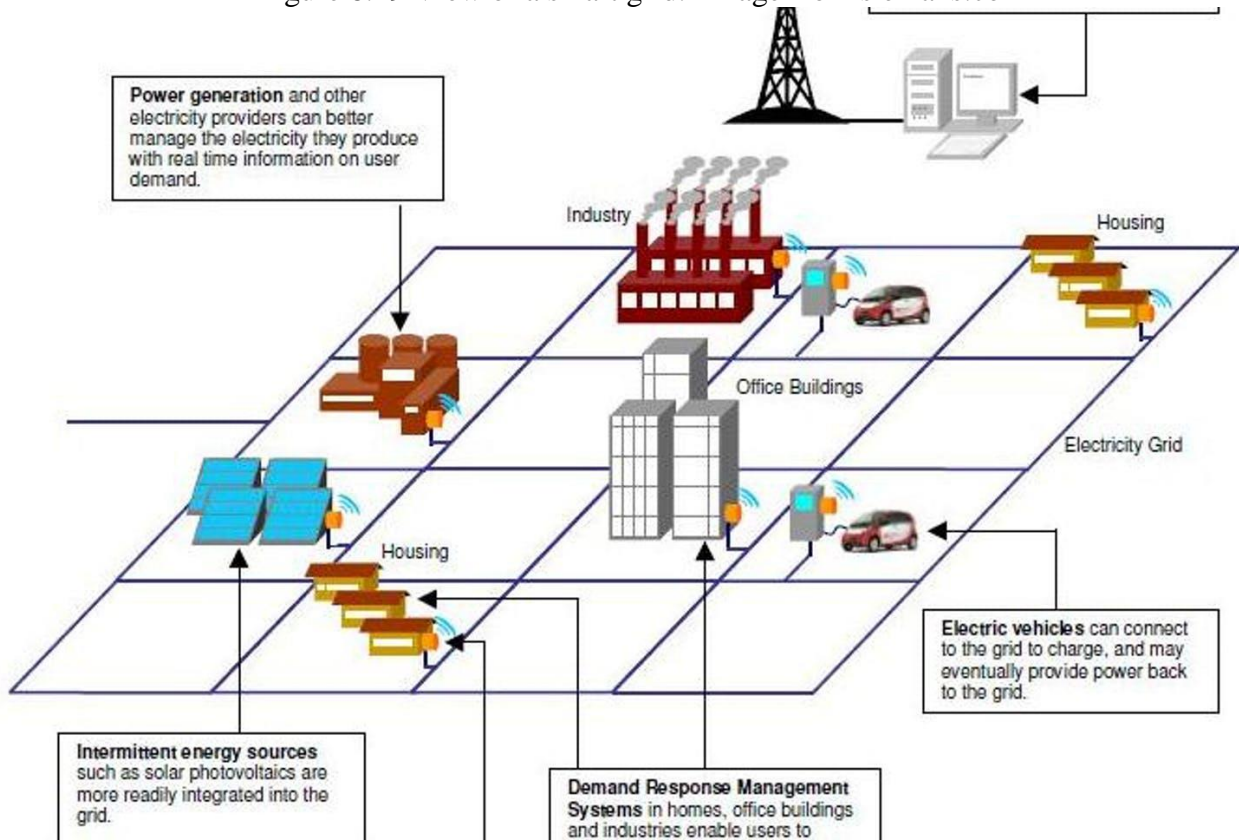 Power generation and other
electricity providers can better
manage the electricity they produce
with real time information on user
demand.
Industry
Housing
Office Buildings
Electricity Grid
Housing
Electric vehicles can connect
to the grid to charge, and may
eventually provide power back
to the grid.
Intermittent energy sources
such as solar photovoltaics are
more readily integrated into the
grid.
Demand Response Management
Systems in homes, office buildings
and industries enable users to